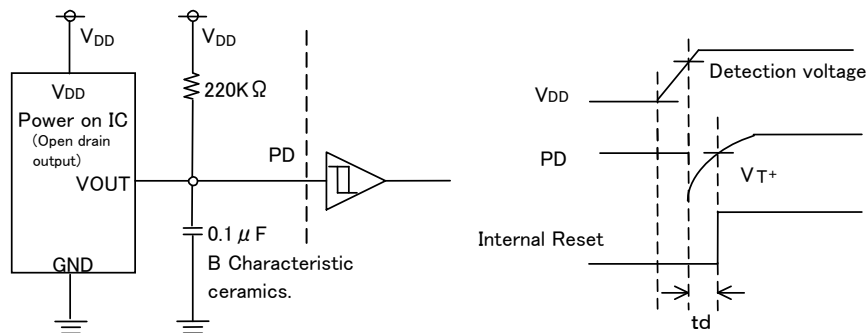 VDD
VDD
VDD
Power on IC
(Open drain
output)
VOUT
GND
220KΩ
PD
0.1μF
B Characteristic
ceramics.
Detection voltage
VDD
PD
VT+
Internal Reset
td